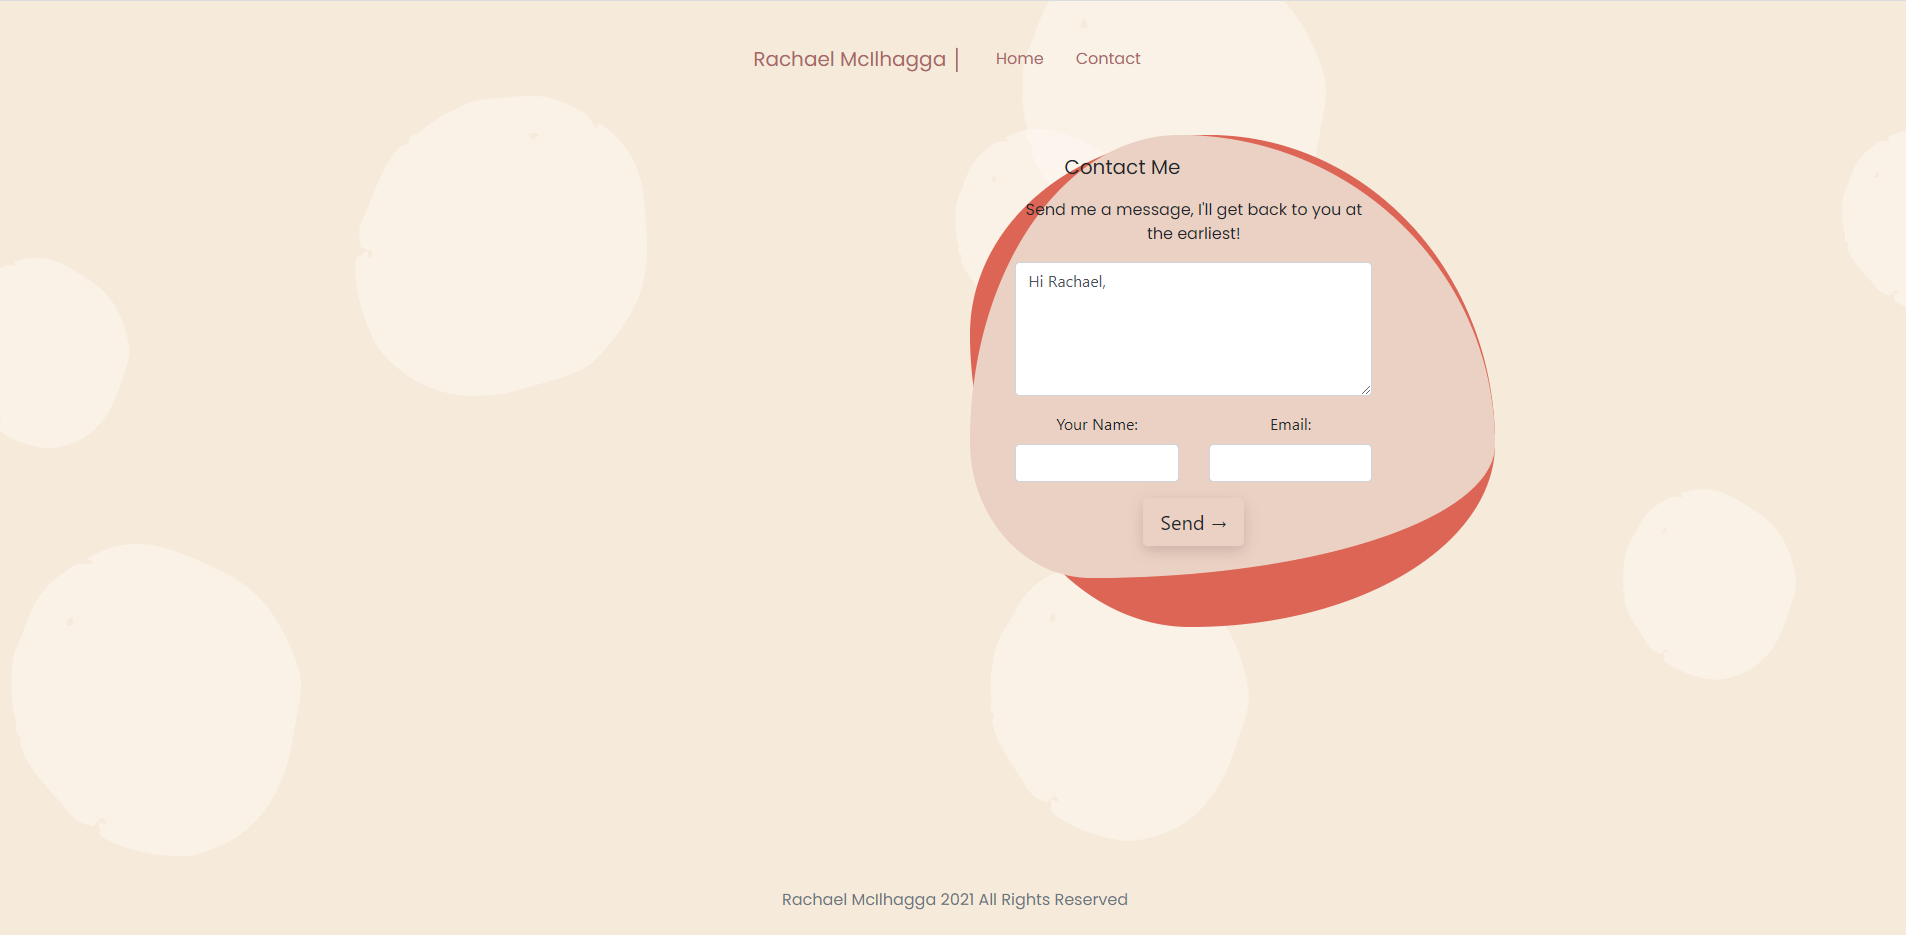 Rachael McIlhagga | Home Contact
Contact Me
Send me a message, I'll get back to you at
the earliest!
Hi Rachael,
Your Name: Email:
Send →
Rachael McIlhagga 2021 All Rights Reserved